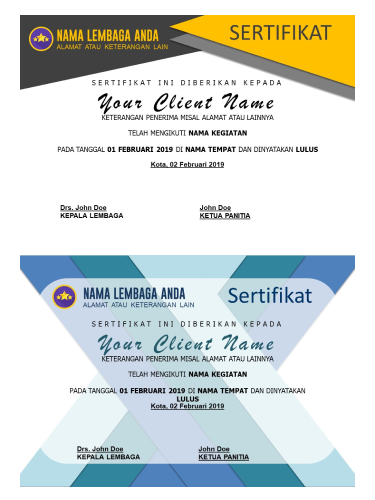 NAMA LEMBAGA ANDA
ALAMAT ATAU KETERANGAN LAIN
SERTIFIKAT
SERTIFIKAT INI DIBERIKAN KEPADA
Your Client Name
KETERANGAN PENERIMA MISAL ALAMAT ATAU LAINNYA
TELAH MENGIKUTI NAMA KEGIATAN
PADA TANGGAL 01 FEBRUARI 2019 DI NAMA TEMPAT DAN DINYATAKAN LULUS
Kota, 02 Februari 2019
Drs. John Doe
KEPALA LEMBAGA
John Doe
KETUA PANITIA
NAMA LEMBAGA ANDA
ALAMAT ATAU KETERANGAN LAIN
Sertifikat
SERTIFIKAT INI DIBERIKAN KEPADA
Your Client Name
KETERANGAN PENERIMA MISAL ALAMAT ATAU LAINNYA
TELAH MENGIKUTI NAMA KEGIATAN
PADA TANGGAL 01 FEBRUARI 2019 DI NAMA TEMPAT DAN DINYATAKAN
LULUS
Kota, 02 Februari 2019
Drs. John Doe
KEPALA LEMBAGA
John Doe
KETUA PANITIA